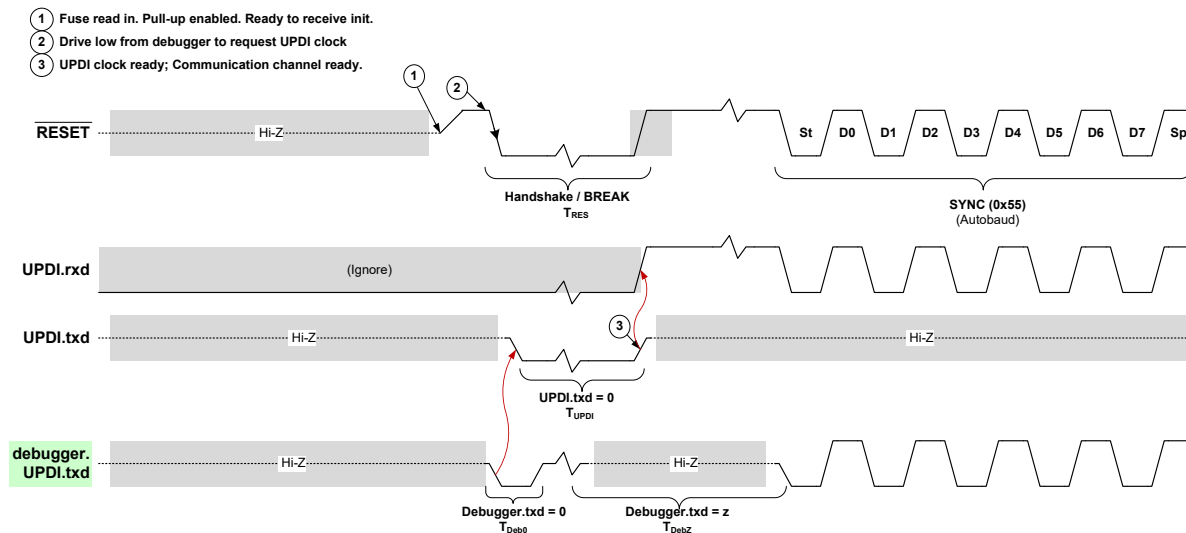 1 Fuse read in. Pull-up enabled. Ready to receive init.
2 Drive low from debugger to request UPDI clock
3 UPDI clock ready; Communication channel ready.
1
2
RESET
Hi-Z
St D0 D1 D2 D3 D4 D5 D6 D7 Sp
Handshake / BREAK
TRES
SYNC (0x55)
(Autobaud)
UPDI.rxd
(Ignore)
3
UPDI.txd
Hi-Z
Hi-Z
UPDI.txd = 0
TUPDI
debugger.
UPDI.txd
Hi-Z
Hi-Z
Debugger.txd = 0
TDeb0
Debugger.txd = z
TDebZ